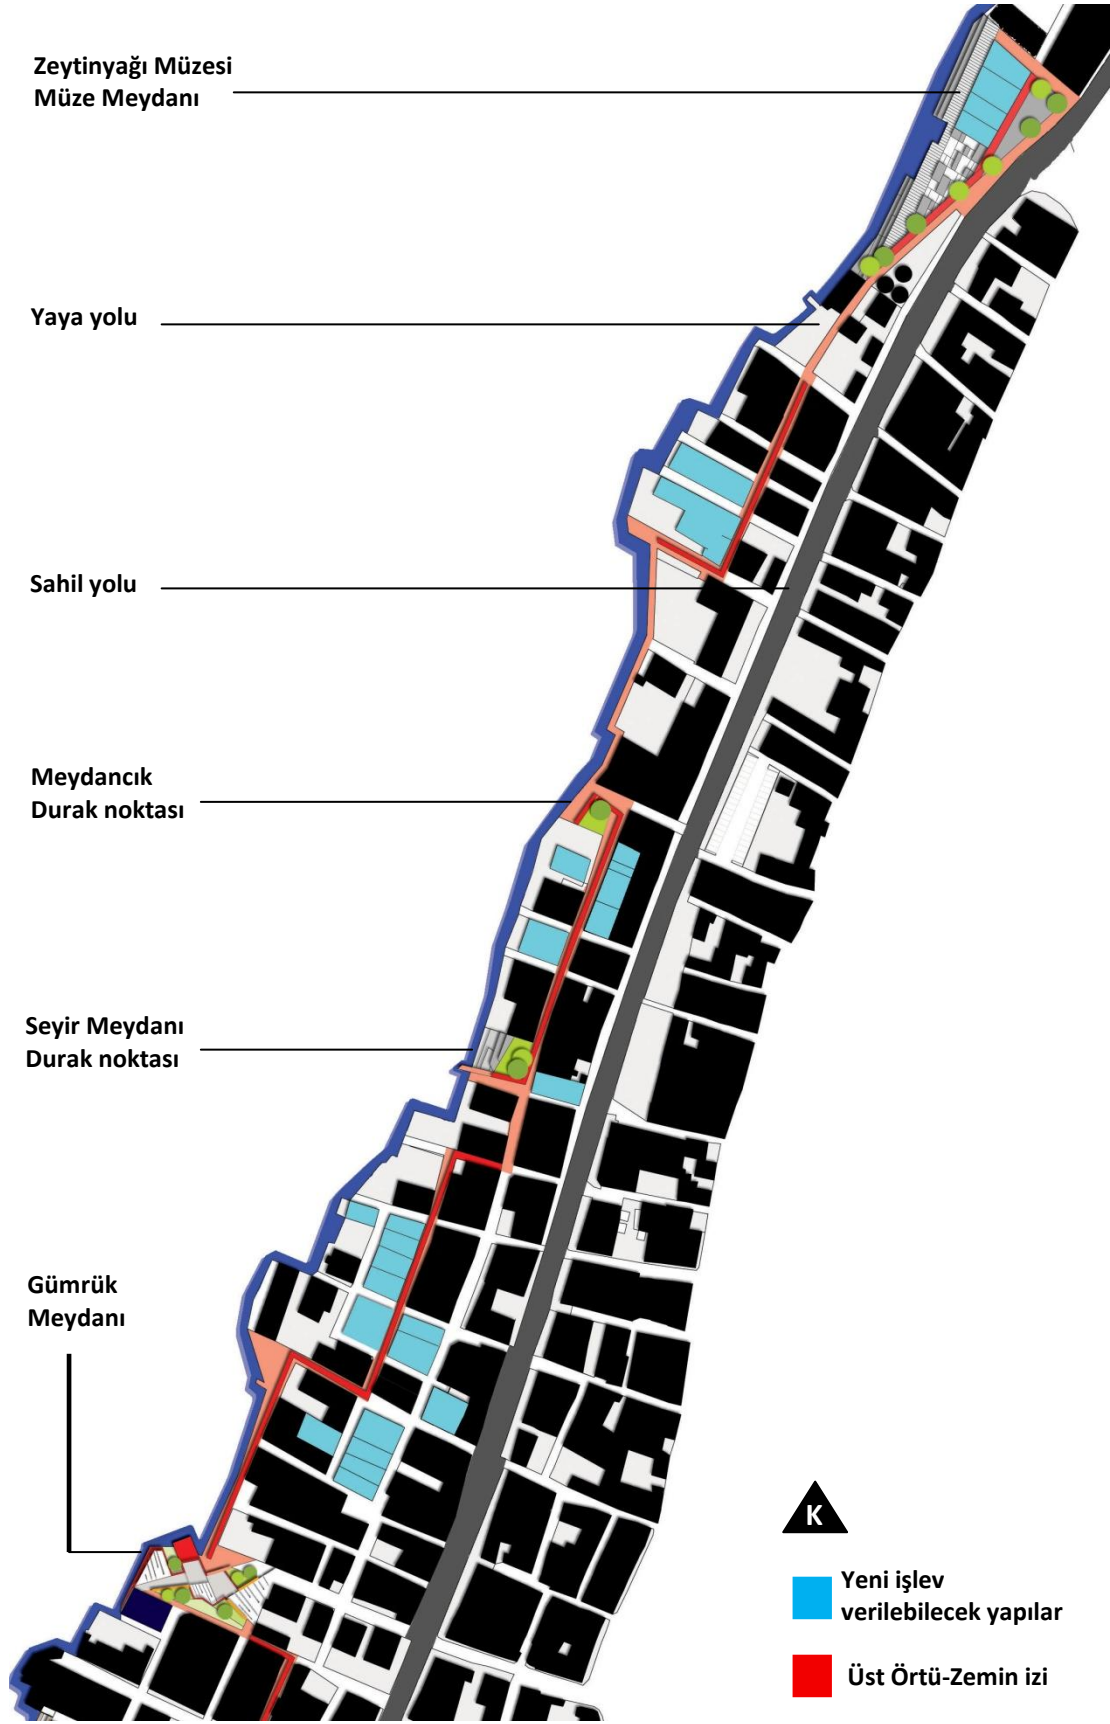 Zeytinyağı Müzesi
Müze Meydanı
Yaya yolu
Sahil yolu
Meydancık
Durak noktası
Seyir Meydanı
Durak noktası
Gümrük
Meydanı
K
Yeni işlev
verilebilecek yapılar
Üst Örtü-Zemin izi